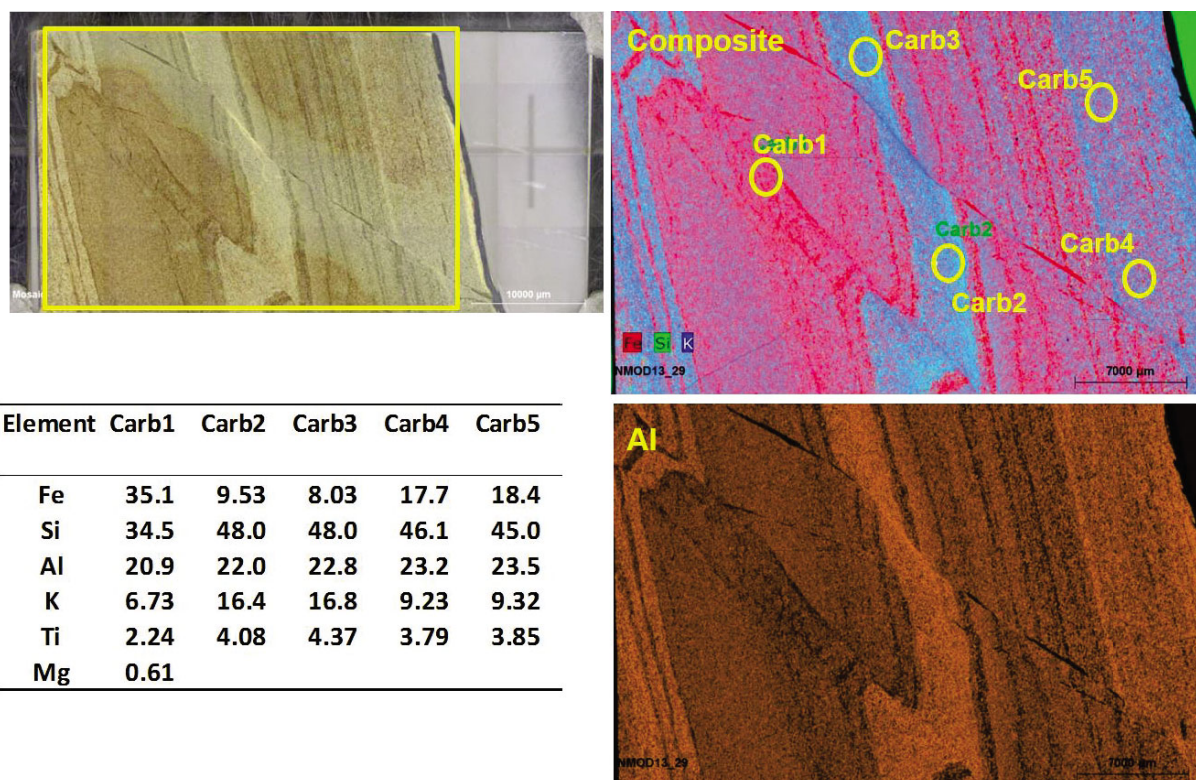 Mosaic
10000 µm
Composite
Carb3
Carb5
Carb1
Carb2
Carb4
Carb2
Fe Si K
NMOD13_29
7000 µm
Element Carb1 Carb2 Carb3 Carb4 Carb5
Fe 35.1 9.53 8.03 17.7 18.4
Si 34.5 48.0 48.0 46.1 45.0
Al 20.9 22.0 22.8 23.2 23.5
K 6.73 16.4 16.8 9.23 9.32
Ti 2.24 4.08 4.37 3.79 3.85
Mg 0.61
Al
NMOD13_29
7000 µm